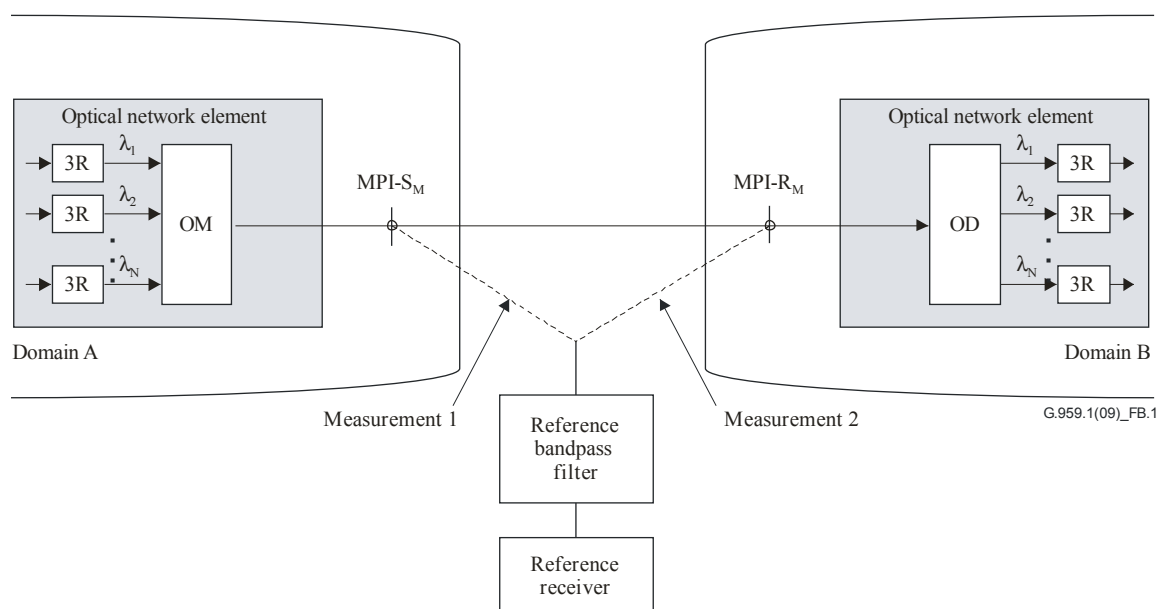 Optical network element
3R
λ1
3R
λ2
3R
λN
OM
Domain A
MPI-SM
MPI-RM
Optical network element
OD
λ1
3R
λ2
3R
λN
3R
Domain B
Measurement 1
Measurement 2
G.959.1(09)_FB.1
Reference
bandpass
filter
Reference
receiver